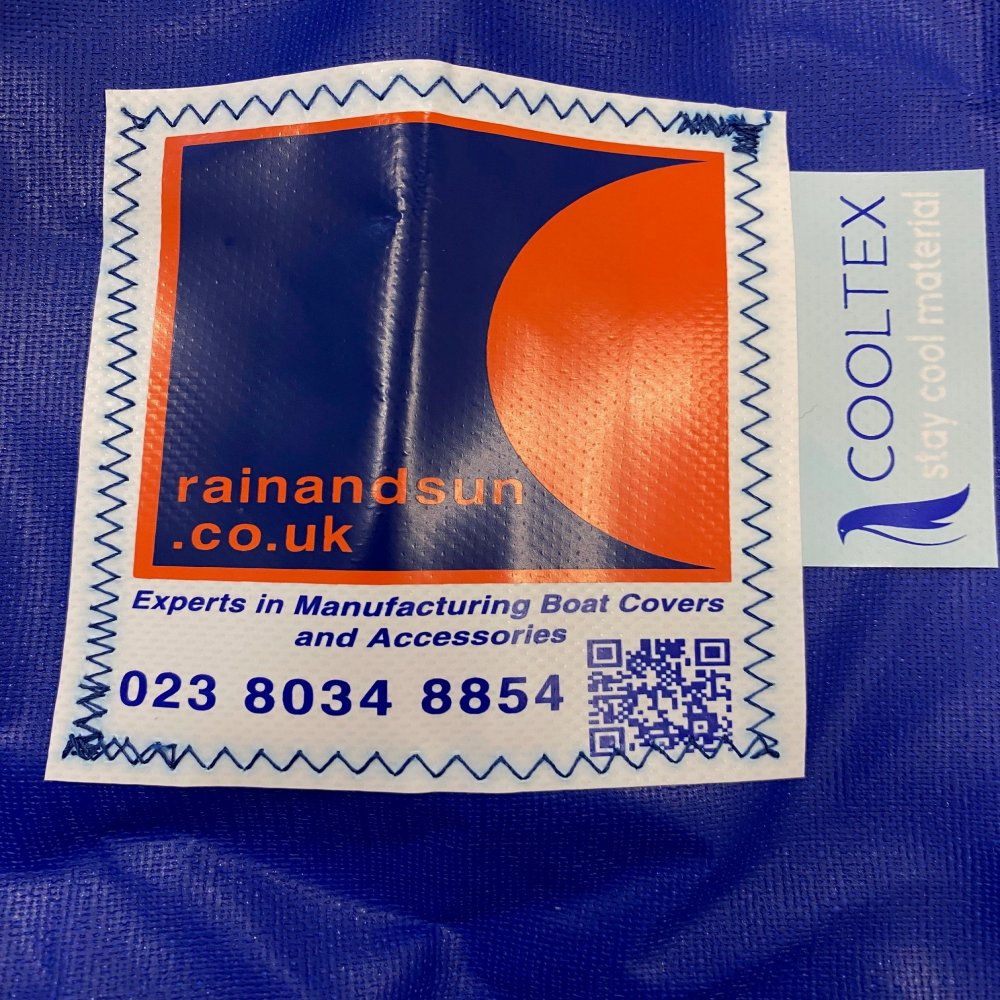 rainandsun
.co.uk
Experts in Manufacturing Boat Covers
and Accessories
023 8034 8854
COOLTEX
stay cool material